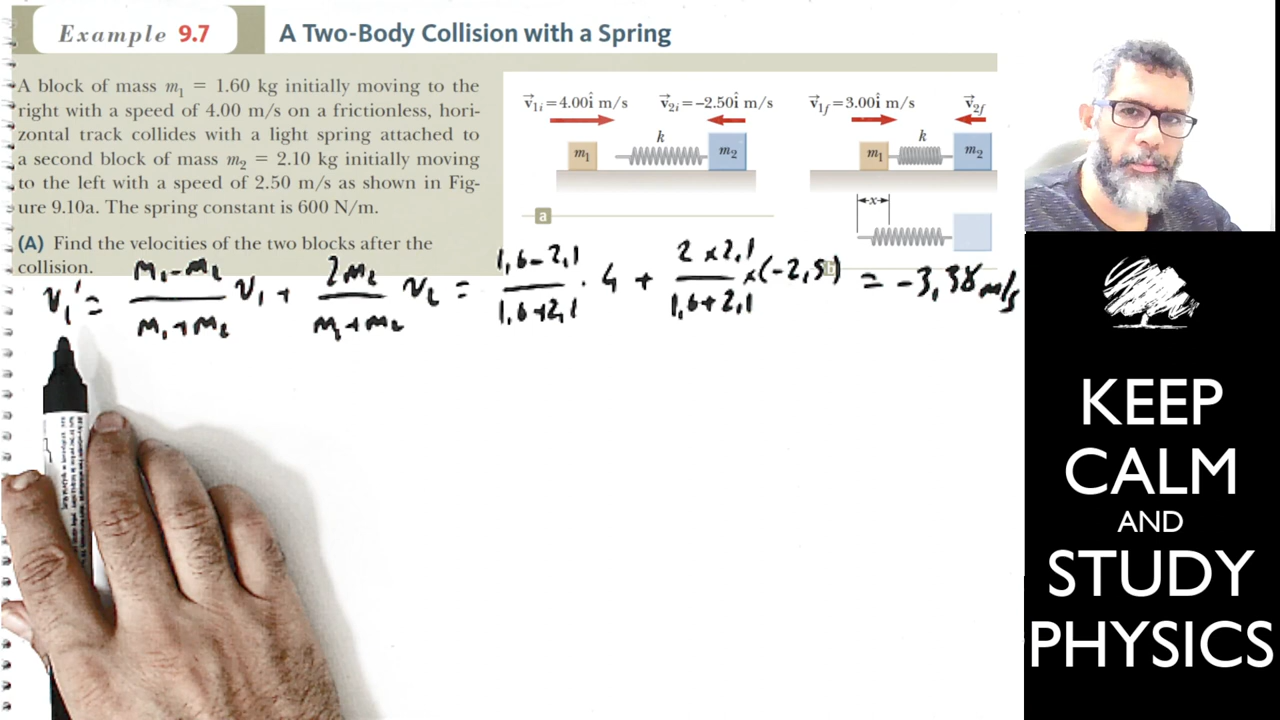 Example 9.7
A Two-Body Collision with a Spring
A block of mass m₁ = 1.60 kg initially moving to the
right with a speed of 4.00 m/s on a frictionless, hori-
zontal track collides with a light spring attached to
a second block of mass m₂ = 2.10 kg initially moving
to the left with a speed of 2.50 m/s as shown in Fig-
ure 9.10a. The spring constant is 600 N/m.
(A) Find the velocities of the two blocks after the
collision.
v⃗₁ᵢ = 4.00î m/s
v⃗₂ᵢ = −2.50î m/s
k
m₁
m₂
a
v⃗₁f = 3.00î m/s
v⃗₂f
k
m₁
m₂
x
b
v₁' = (m₁ - m₂)/(m₁ + m₂) v₁ + 2m₂/(m₁ + m₂) v₂ = (1,6 - 2,1)/(1,6 + 2,1) · 4 + (2 × 2,1)/(1,6 + 2,1) × (-2,5) = -3,38 m/s
KEEP
CALM
AND
STUDY
PHYSICS